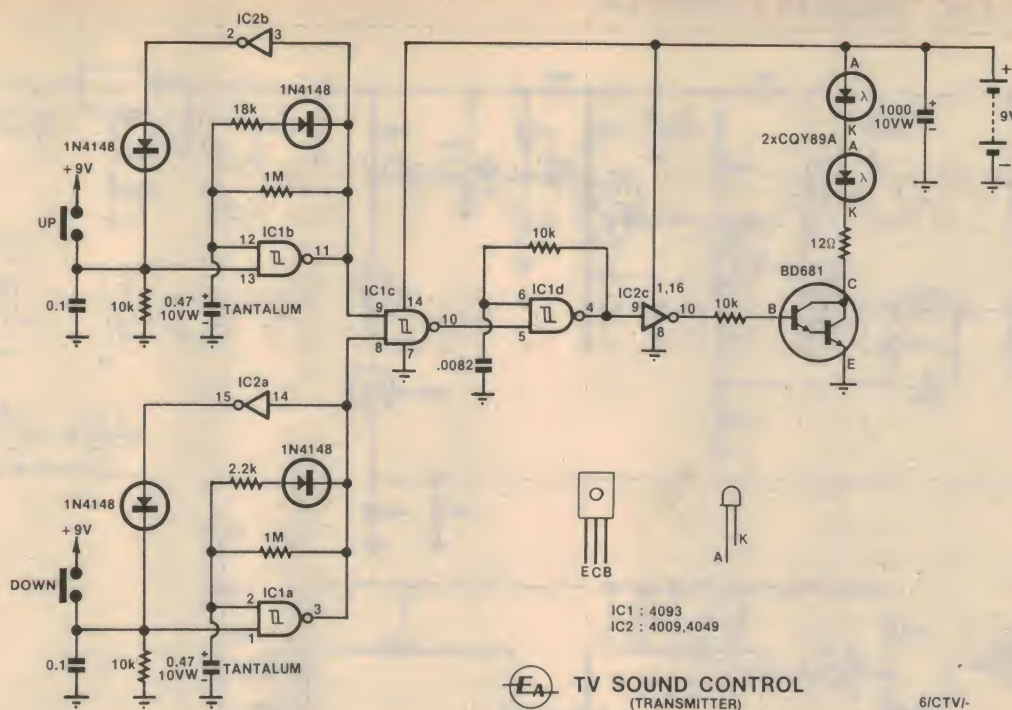 IC2b
2
3
1N4148
18k
1N4148
+9V
1M
UP
IC1b
12
11
13
0.1
10k
0.47
10VW
+
-
TANTALUM
IC1c
14
9
8
10
7
10k
IC1d
6
4
5
.0082
IC2c
1,16
9
10
8
10k
A
λ
K
2xCQY89A
A
λ
K
12Ω
BD681
C
B
E
1000
10VW
+
-
+
9V
-
IC2a
15
14
1N4148
2.2k
1N4148
+9V
1M
DOWN
IC1a
2
3
1
0.1
10k
0.47
10VW
+
-
TANTALUM
ECB
A
K
IC1 : 4093
IC2 : 4009,4049
EA TV SOUND CONTROL
(TRANSMITTER)
6/CTV/-